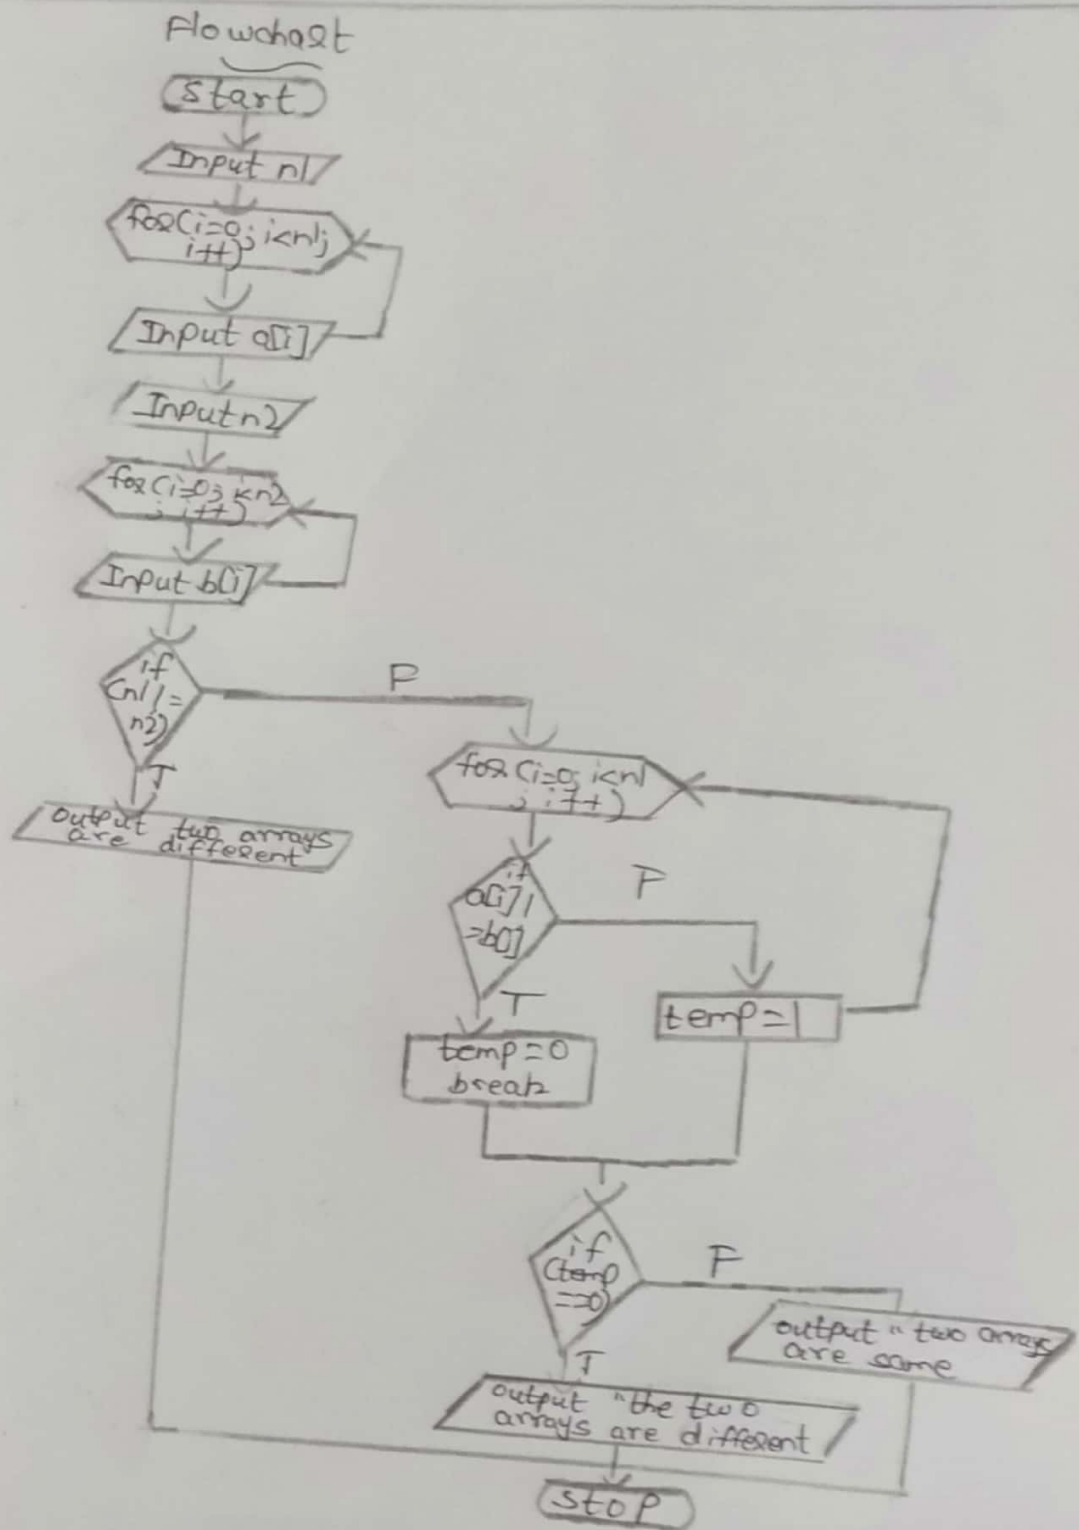 Flowchart
Start
Input n1
for(i=0; i<n1;
i++)
Input a[i]
Input n2
for(i=0; i<n2
; i++)
Input b[i]
if
(n1!=
n2)
F
T
output two arrays
are different
for(i=0; i<n1
; i++)
if
a[i]!
=b[]
F
T
temp=1
temp=0
break
if
(temp
==0)
F
T
output "two arrays
are same
output "the two
arrays are different
stop